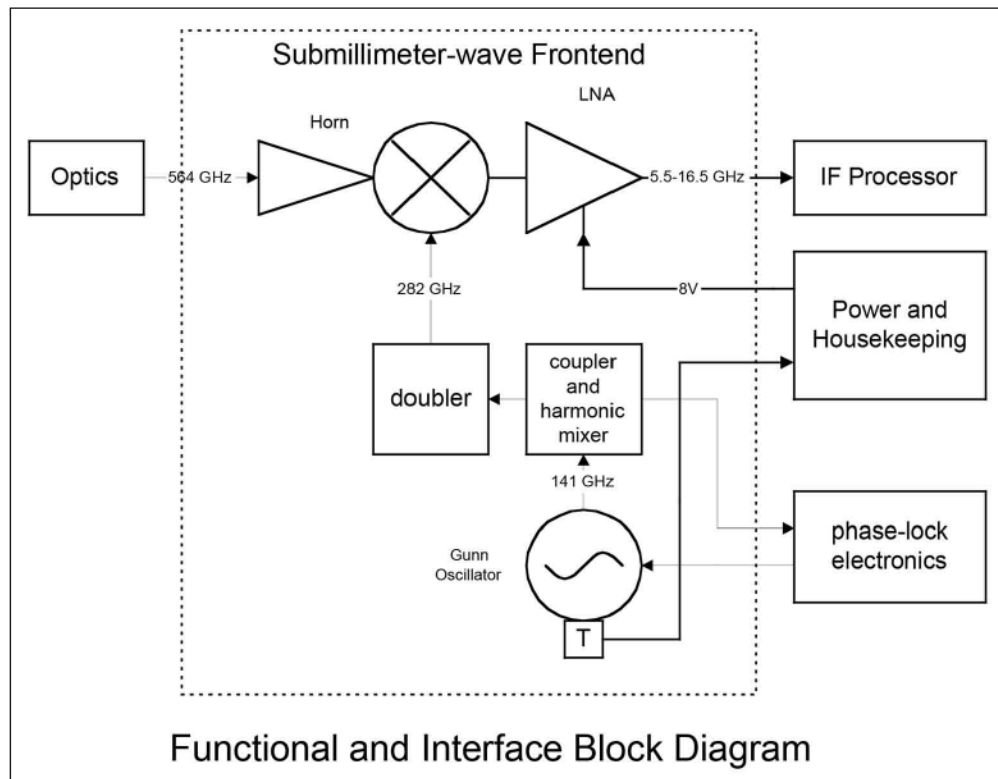 Submillimeter-wave Frontend
LNA
Horn
Optics
564 GHz
5.5-16.5 GHz
IF Processor
282 GHz
8V
Power and
Housekeeping
doubler
coupler
and
harmonic
mixer
141 GHz
Gunn
Oscillator
phase-lock
electronics
T
Functional and Interface Block Diagram